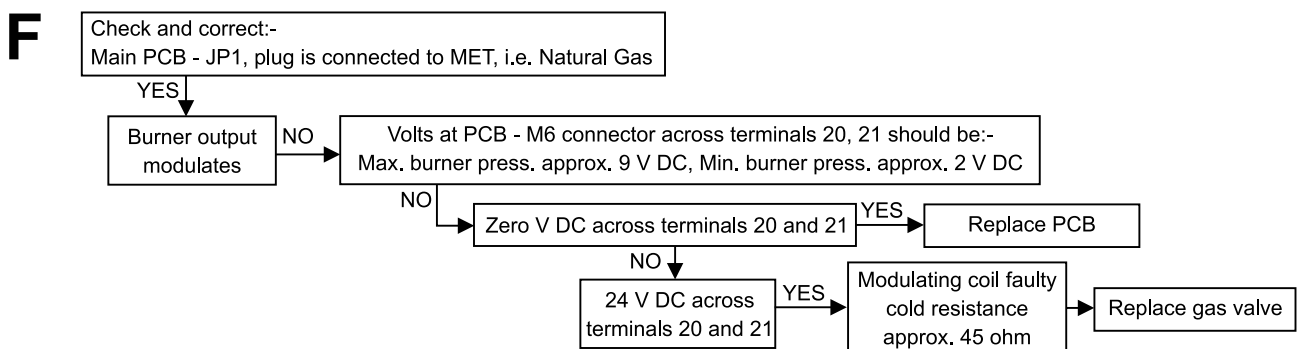 F
Check and correct:-
Main PCB - JP1, plug is connected to MET, i.e. Natural Gas
YES
Burner output
modulates
NO
Volts at PCB - M6 connector across terminals 20, 21 should be:-
Max. burner press. approx. 9 V DC, Min. burner press. approx. 2 V DC
NO
Zero V DC across terminals 20 and 21
YES
Replace PCB
NO
24 V DC across
terminals 20 and 21
YES
Modulating coil faulty
cold resistance
approx. 45 ohm
Replace gas valve